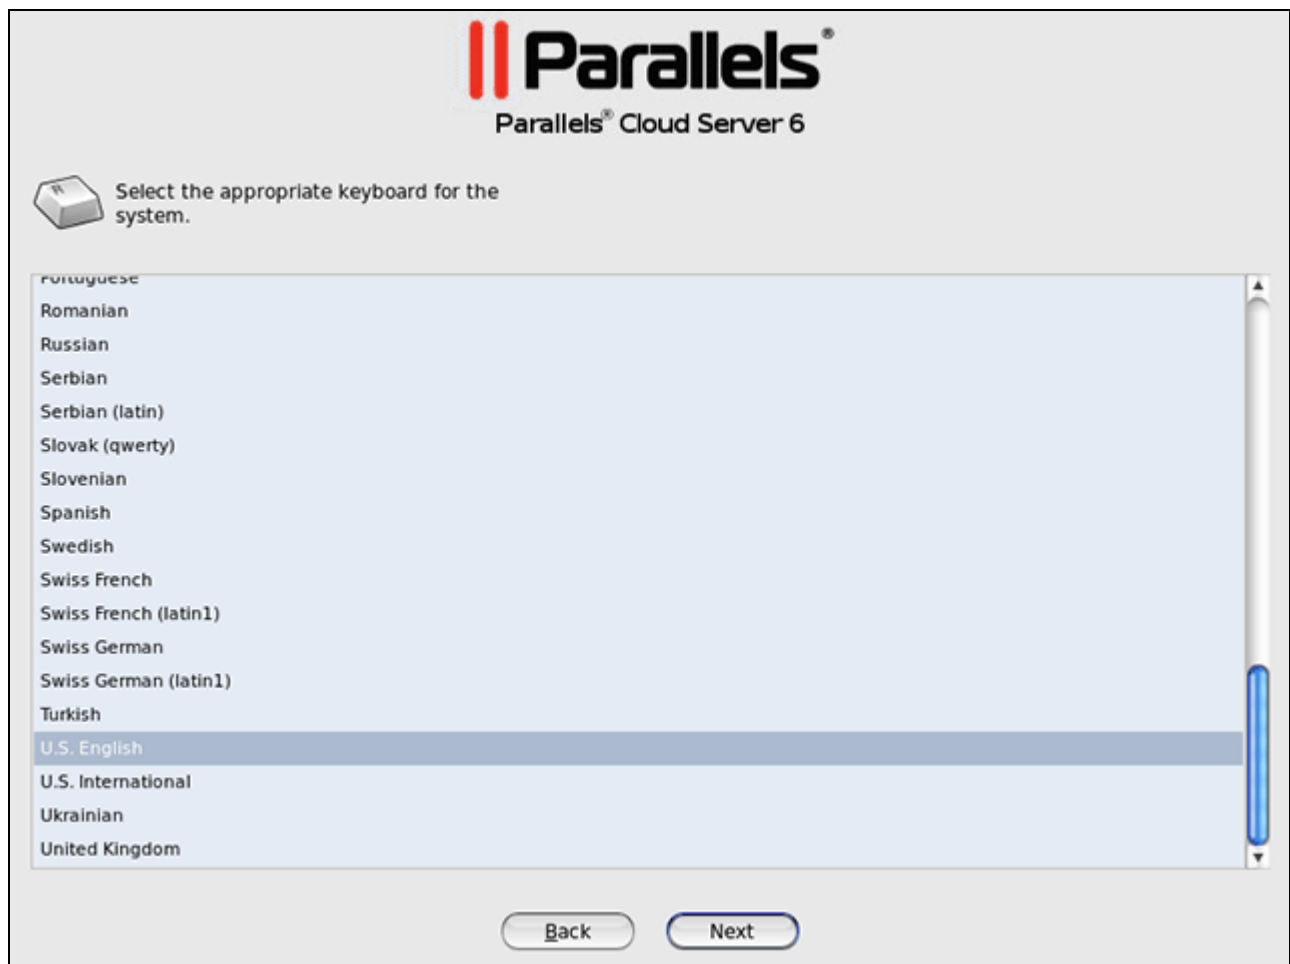 Parallels®
Parallels® Cloud Server 6
Select the appropriate keyboard for the
system.
Portuguese
Romanian
Russian
Serbian
Serbian (latin)
Slovak (qwerty)
Slovenian
Spanish
Swedish
Swiss French
Swiss French (latin1)
Swiss German
Swiss German (latin1)
Turkish
U.S. English
U.S. International
Ukrainian
United Kingdom
Back
Next